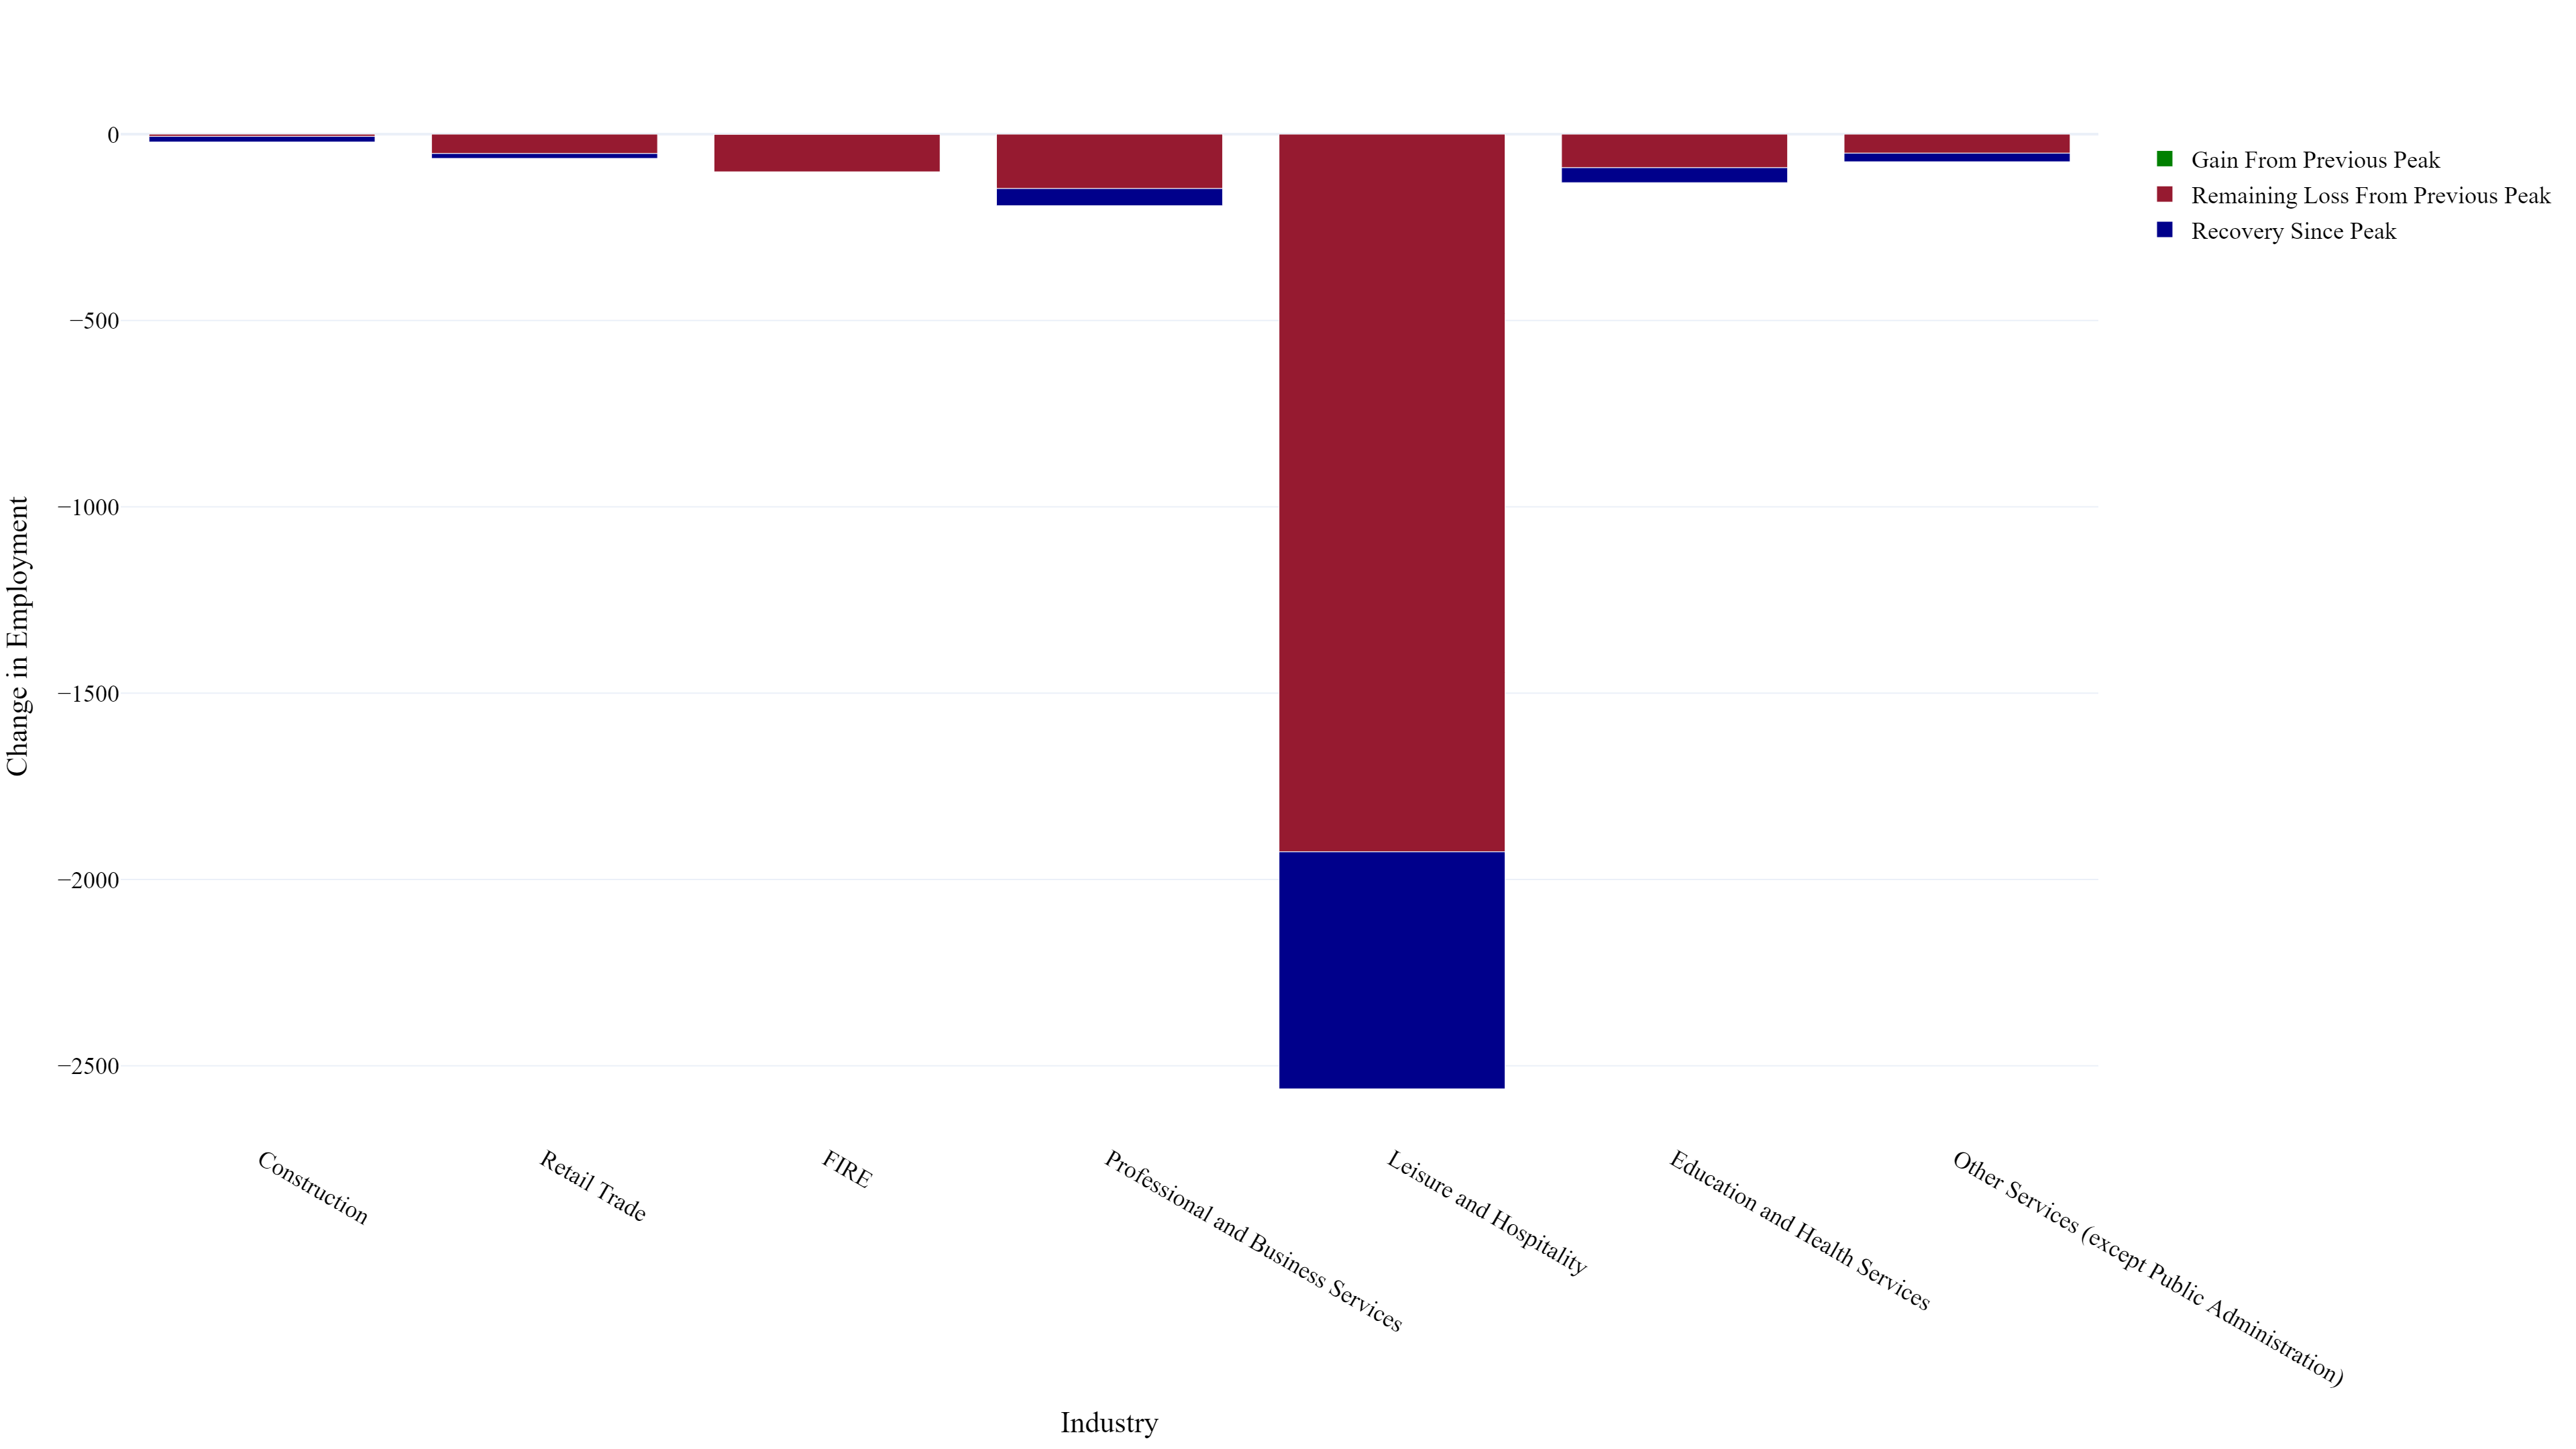 0
−500
−1000
−1500
−2000
−2500
Change in Employment
Construction
Retail Trade
FIRE
Professional and Business Services
Leisure and Hospitality
Education and Health Services
Other Services (except Public Administration)
Industry
Gain From Previous Peak
Remaining Loss From Previous Peak
Recovery Since Peak